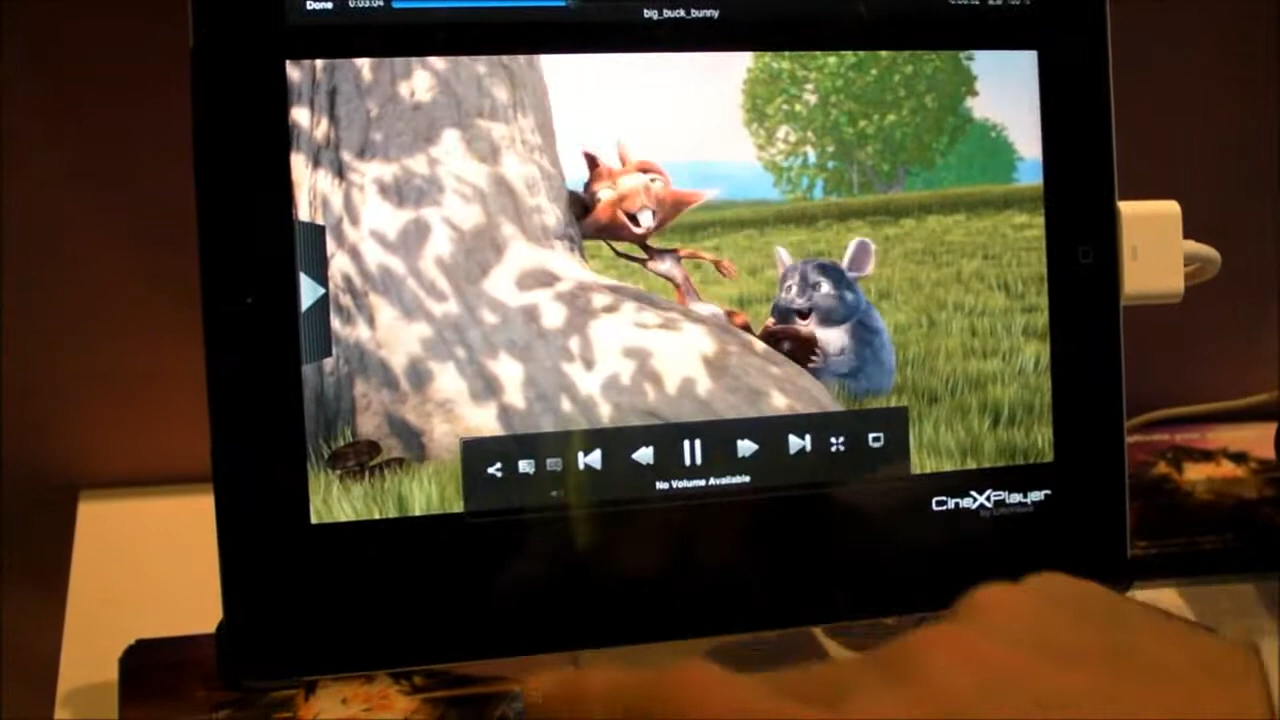 Done 0:03:04
big_buck_bunny
No Volume Available
CineXPlayer